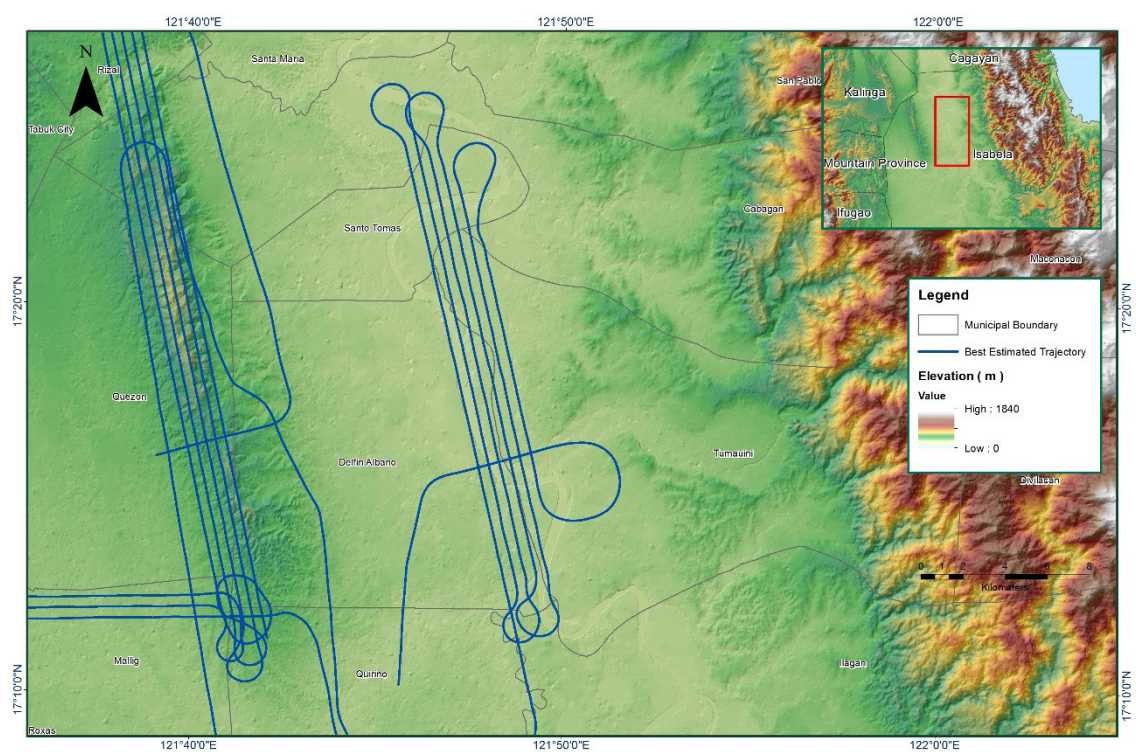 121°40'0"E
121°50'0"E
122°0'0"E
N
Rizal
Santa Maria
San Pablo
Cagayan
Kalinga
Tabuk City
Mountain Province
Isabela
Ifugao
Cabagan
Santo Tomas
Maconacon
17°20'0"N
17°20'0"N
Legend
Municipal Boundary
Best Estimated Trajectory
Elevation ( m )
Value
High : 1840
Low : 0
Quezon
Delfin Albano
Tumauini
Divilacan
0 1 2 4 6 8
Kilometers
Mallig
Quirino
Ilagan
17°10'0"N
17°10'0"N
Roxas
121°40'0"E
121°50'0"E
122°0'0"E